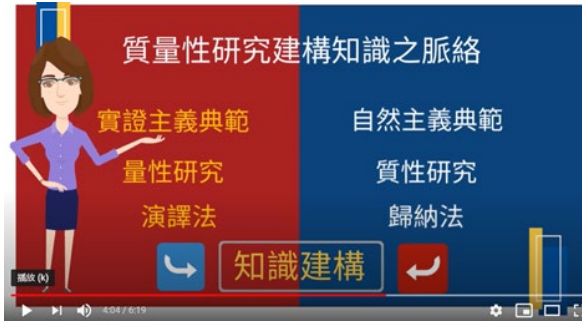 質量性研究建構知識之脈絡
實證主義典範
自然主義典範
量性研究
質性研究
演譯法
歸納法
知識建構
播放 (k)
4:04 / 6:19